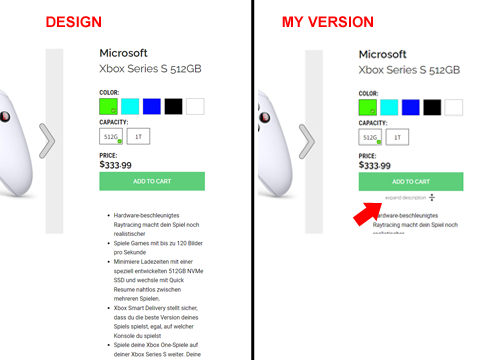 DESIGN
Microsoft
Xbox Series S 512GB
COLOR:
CAPACITY:
512G
1T
PRICE:
$333.99
ADD TO CART
Hardware-beschleunigtes
Raytracing macht dein Spiel noch
realistischer
Spiele Games mit bis zu 120 Bilder
pro Sekunde
Minimiere Ladezeiten mit einer
speziell entwickelten 512GB NVMe
SSD und wechsle mit Quick
Resume nahtlos zwischen
mehreren Spielen.
Xbox Smart Delivery stellt sicher,
dass du die beste Version deines
Spiels spielst, egal, auf welcher
Konsole du spielst
Spiele deine Xbox One-Spiele auf
deiner Xbox Series S weiter. Deine
MY VERSION
Microsoft
Xbox Series S 512GB
COLOR:
CAPACITY:
512G
1T
PRICE:
$333.99
ADD TO CART
expand description
Hardware-beschleunigtes
Raytracing macht dein Spiel noch